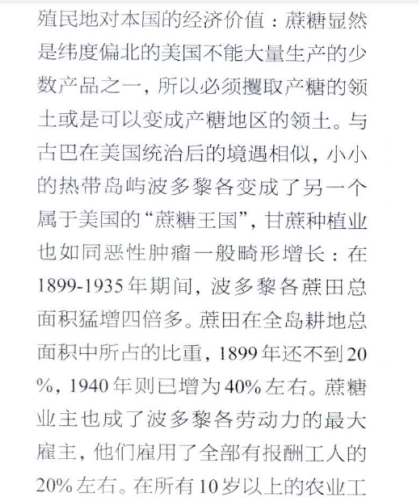 殖民地对本国的经济价值：蔗糖显然
是纬度偏北的美国不能大量生产的少
数产品之一，所以必须攫取产糖的领
土或是可以变成产糖地区的领土。与
古巴在美国统治后的境遇相似，小小
的热带岛屿波多黎各变成了另一个
属于美国的“蔗糖王国”，甘蔗种植业
也如同恶性肿瘤一般畸形增长：在
1899-1935年期间，波多黎各蔗田总
面积猛增四倍多。蔗田在全岛耕地总
面积中所占的比重，1899年还不到20
%，1940年则已增为40%左右。蔗糖
业主也成了波多黎各劳动力的最大
雇主，他们雇用了全部有报酬工人的
20%左右。在所有10岁以上的农业工